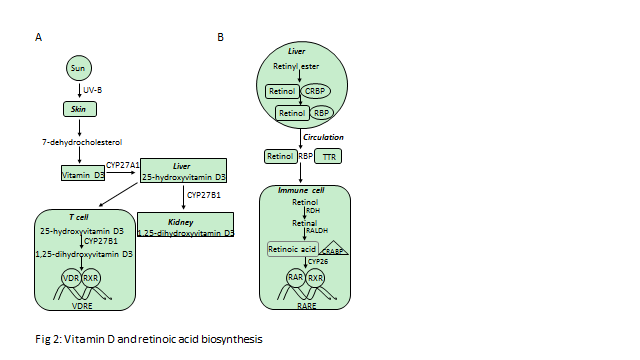 A
Sun
UV-B
Skin
7-dehydrocholesterol
Vitamin D3
CYP27A1
Liver
25-hydroxyvitamin D3
CYP27B1
Kidney
1,25-dihydroxyvitamin D3
T cell
25-hydroxyvitamin D3
CYP27B1
1,25-dihydroxyvitamin D3
VDR RXR
VDRE
B
Liver
Retinyl ester
Retinol CRBP
Retinol RBP
Circulation
Retinol RBP TTR
Immune cell
Retinol
RDH
Retinal
RALDH
Retinoic acid CRABP
CYP26
RAR RXR
RARE
Fig 2: Vitamin D and retinoic acid biosynthesis